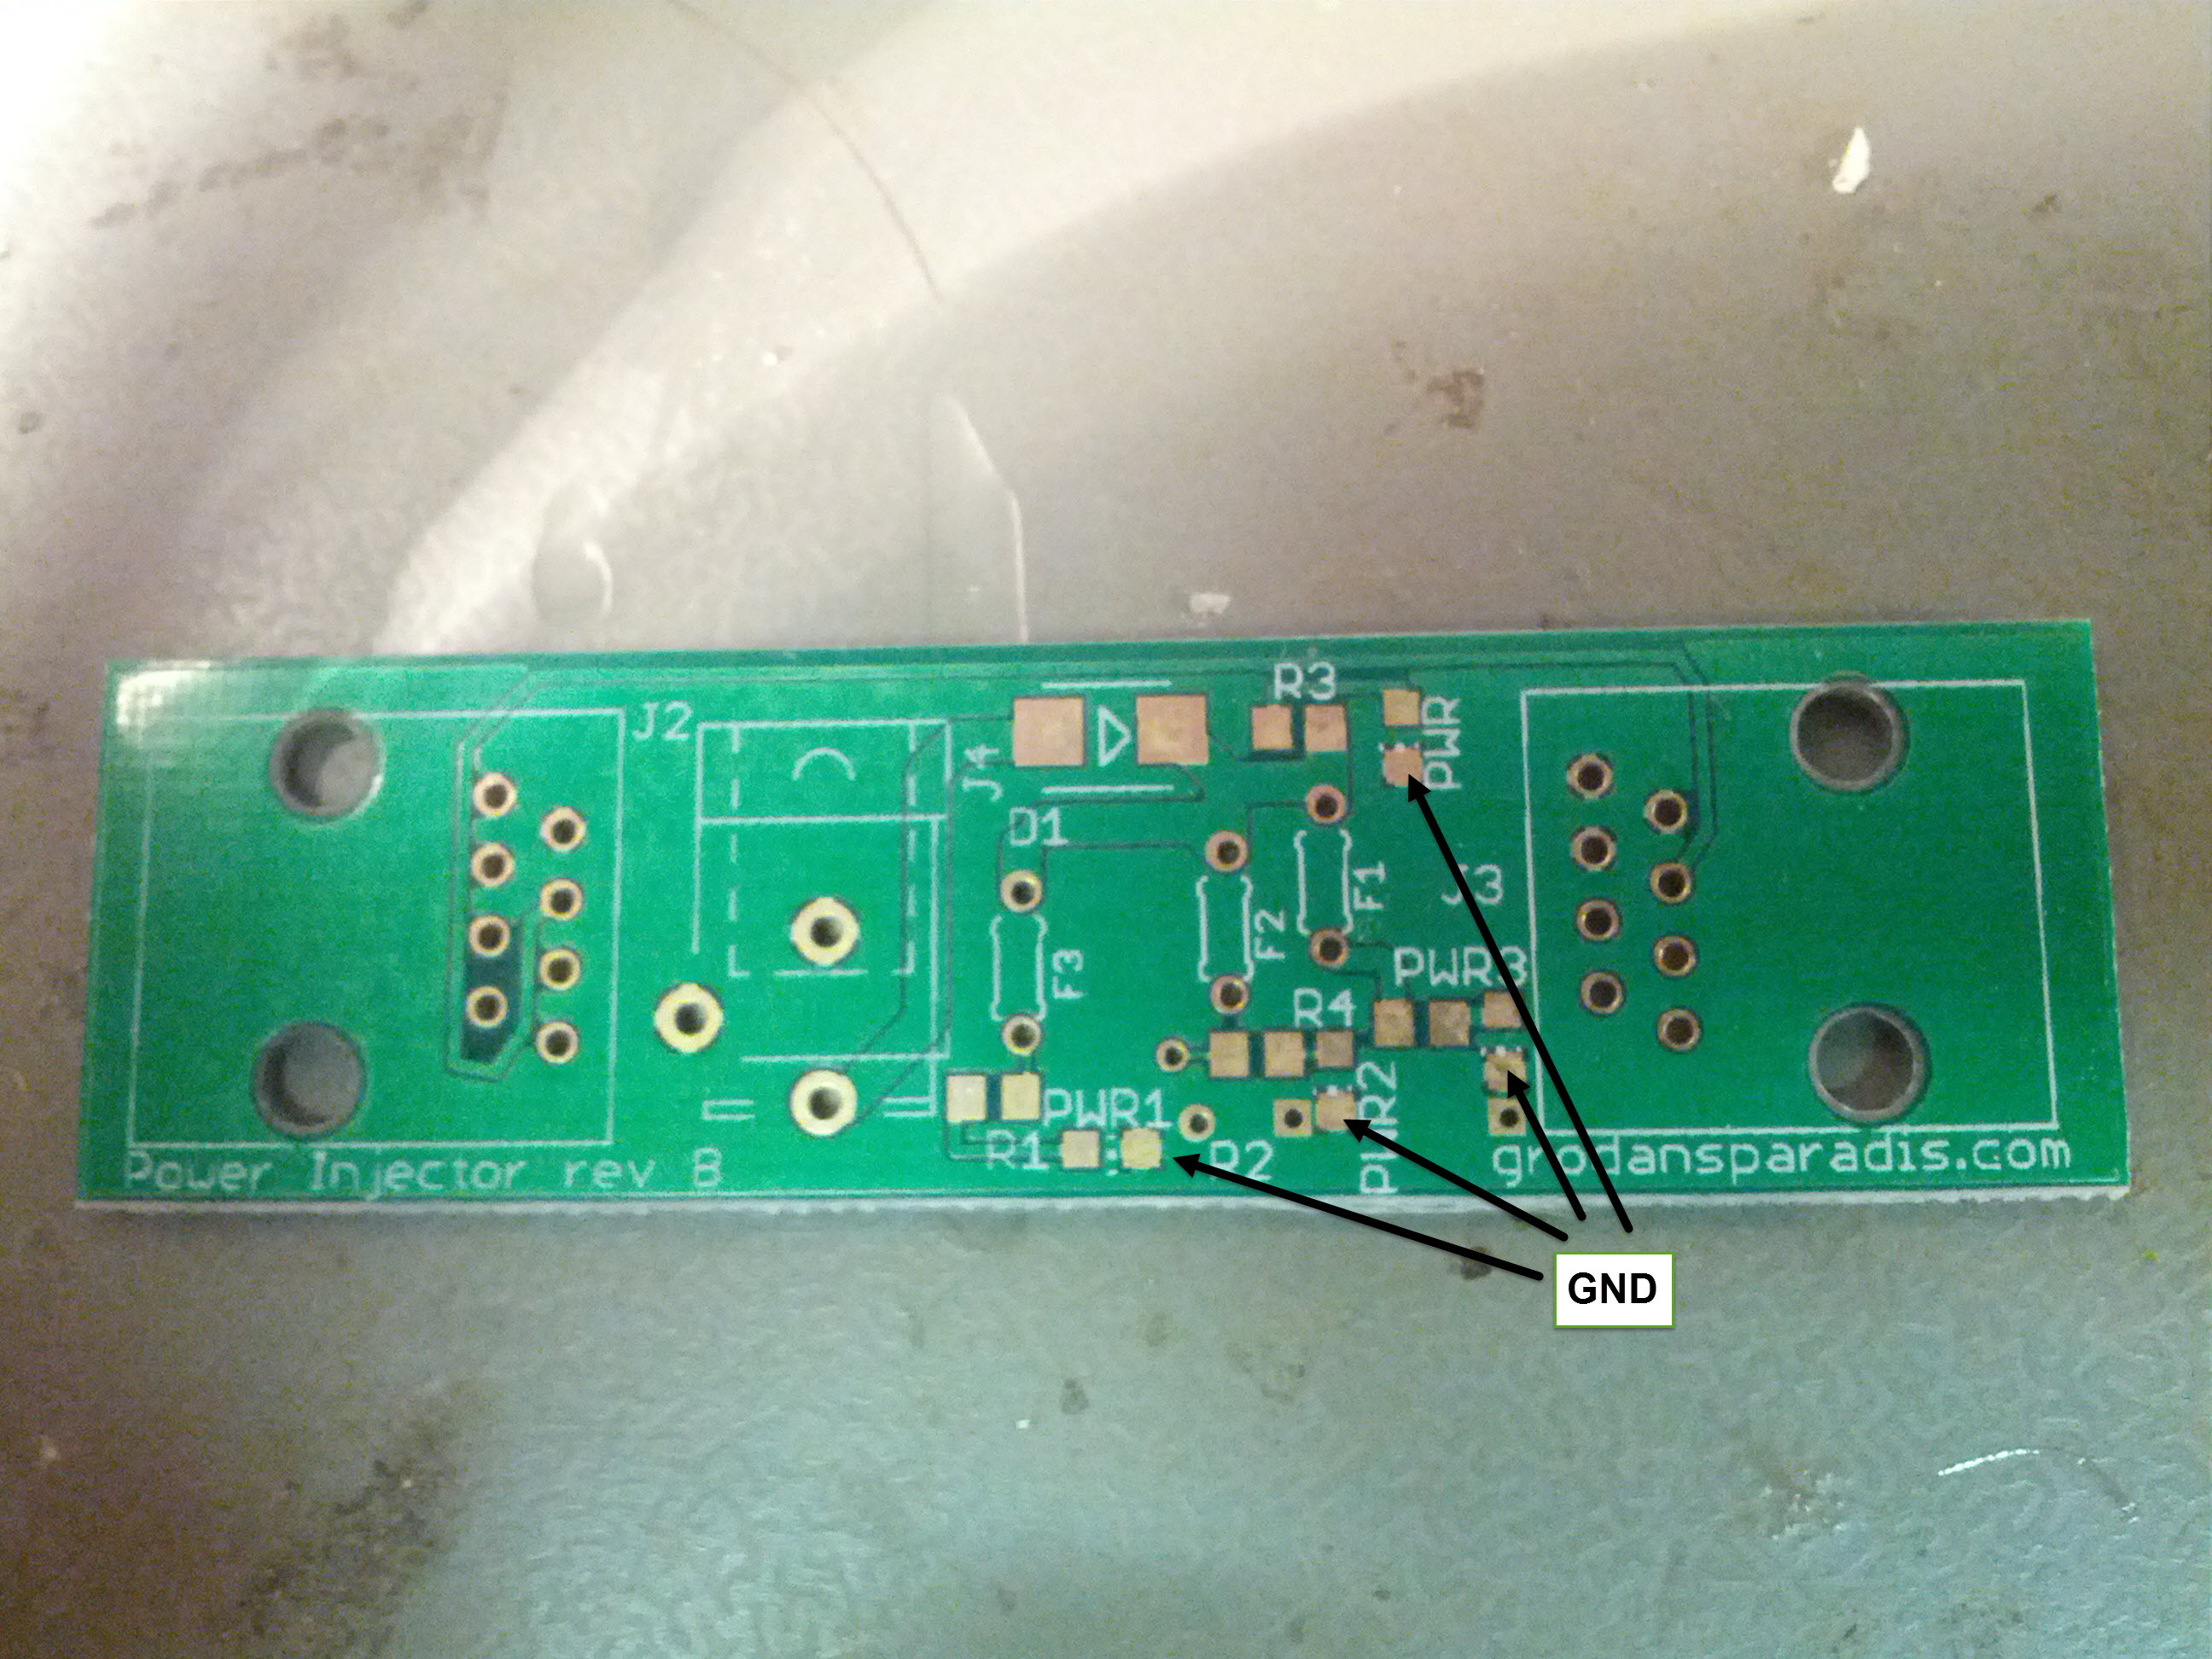 R3
J2
PWR
J4
D1
F1
J3
F2
F3
PWR3
R4
PWR1
PWR2
R1
R2
Power Injector rev B
grodansparadis.com
GND